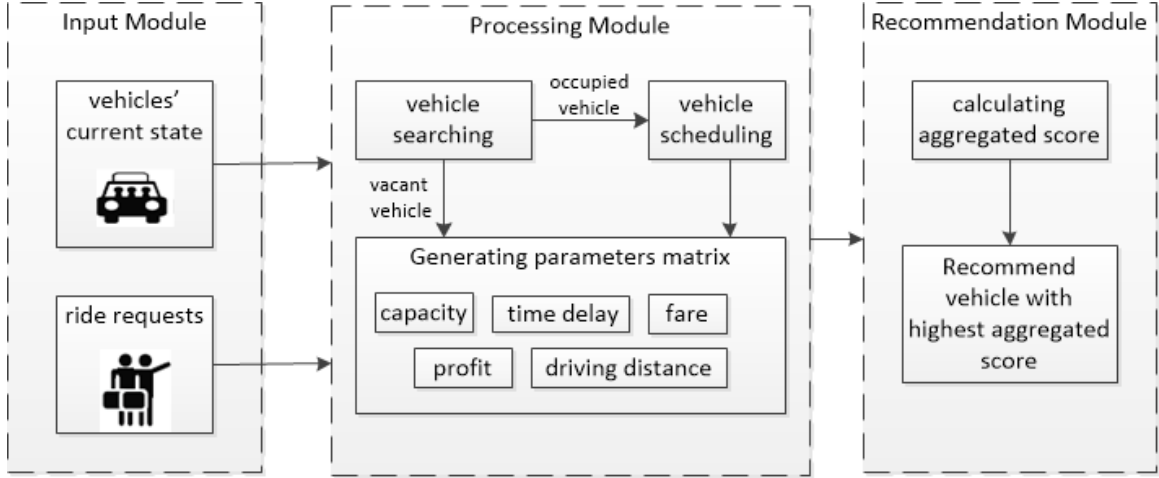 Input Module
vehicles'
current state
ride requests
Processing Module
vehicle
searching
occupied
vehicle
vehicle
scheduling
vacant
vehicle
Generating parameters matrix
capacity
time delay
fare
profit
driving distance
Recommendation Module
calculating
aggregated score
Recommend
vehicle with
highest aggregated
score